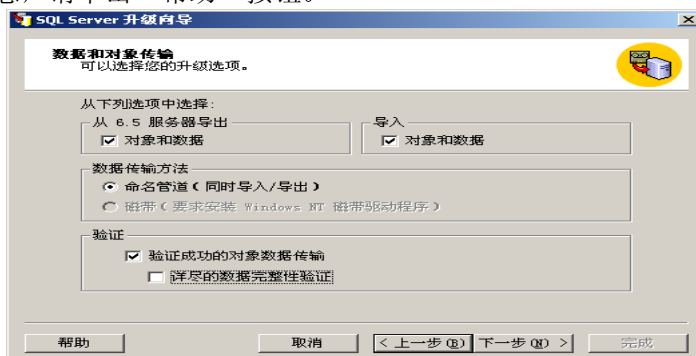 请单击“帮助”按钮。
SQL Server 升级向导
数据和对象传输
可以选择您的升级选项。
从下列选项中选择:
从 6.5 服务器导出
导入
对象和数据
对象和数据
数据传输方法
命名管道(同时导入/导出)
磁带(要求安装 Windows NT 磁带驱动程序)
验证
验证成功的对象数据传输
详尽的数据完整性验证
帮助
取消
< 上一步(B)
下一步(N) >
完成